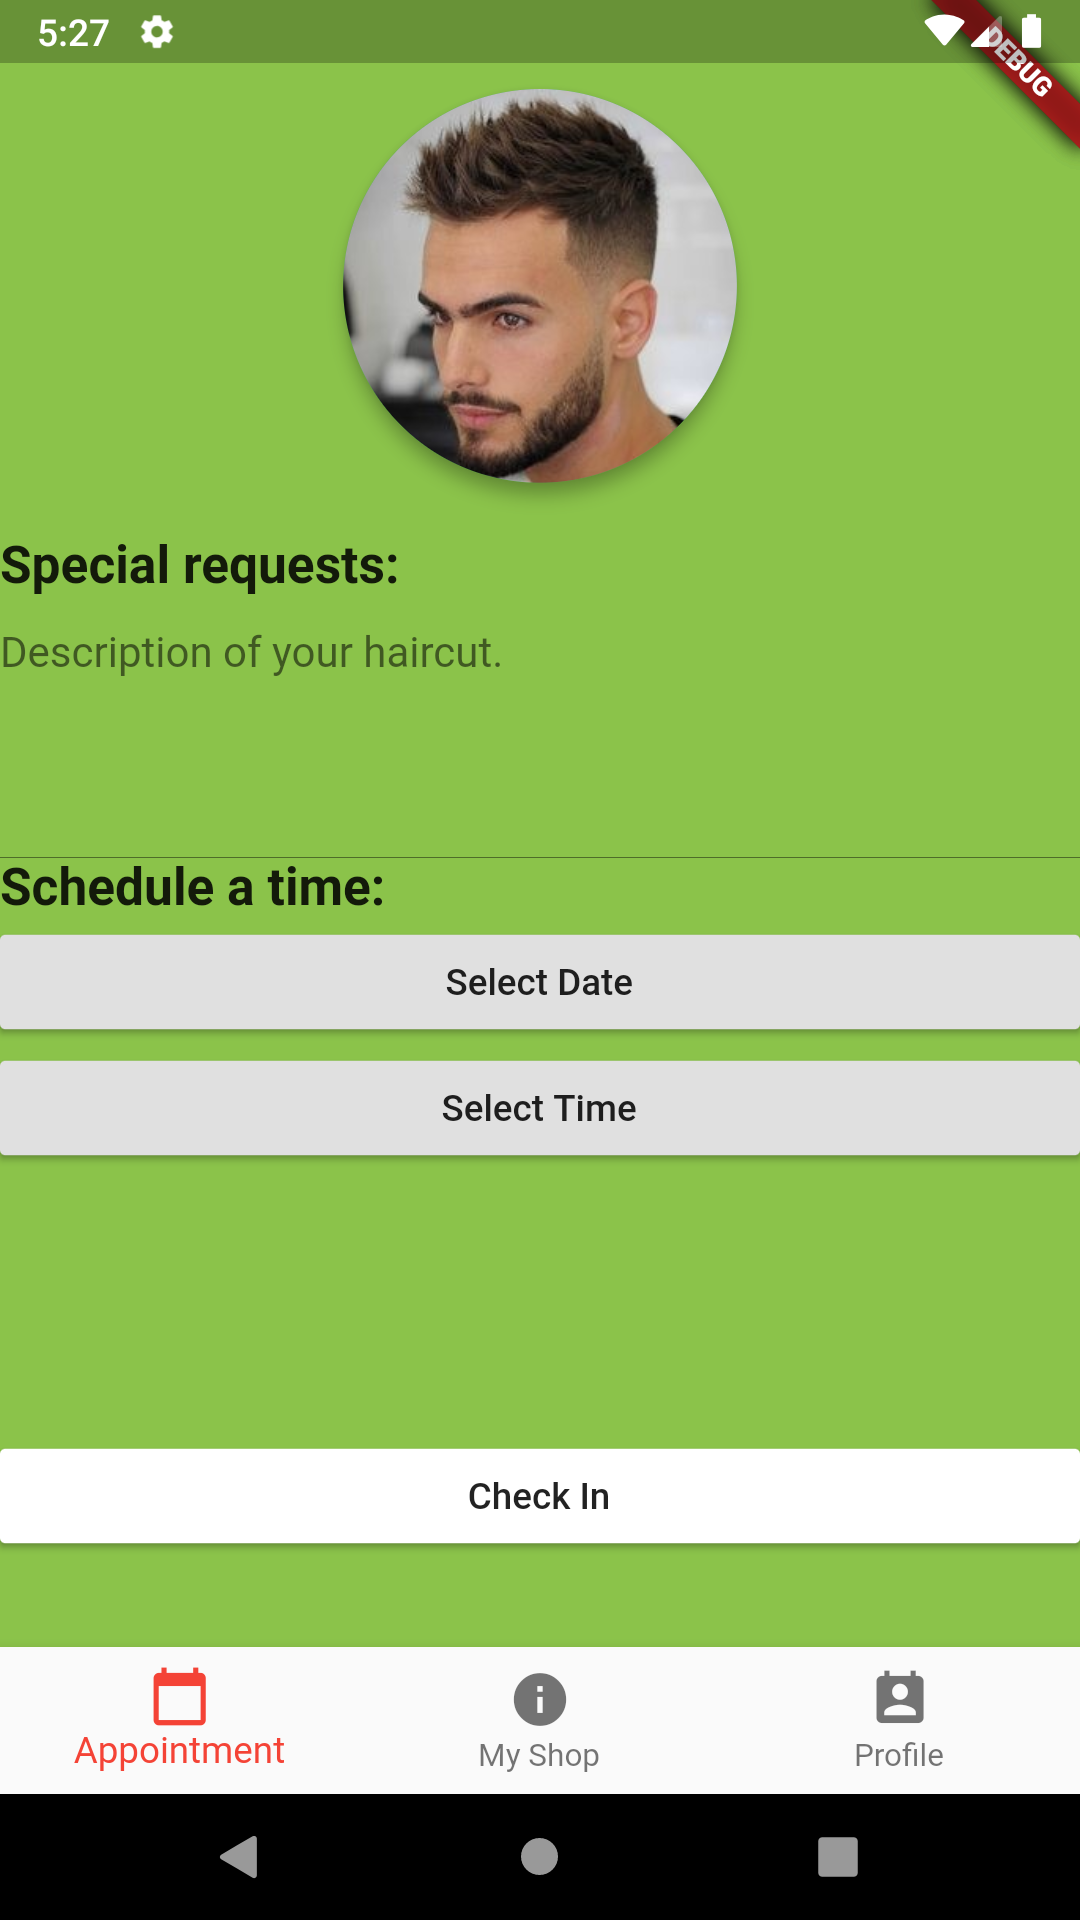 5:27
DEBUG
Special requests:
Description of your haircut.
Schedule a time:
Select Date
Select Time
Check In
Appointment
My Shop
Profile